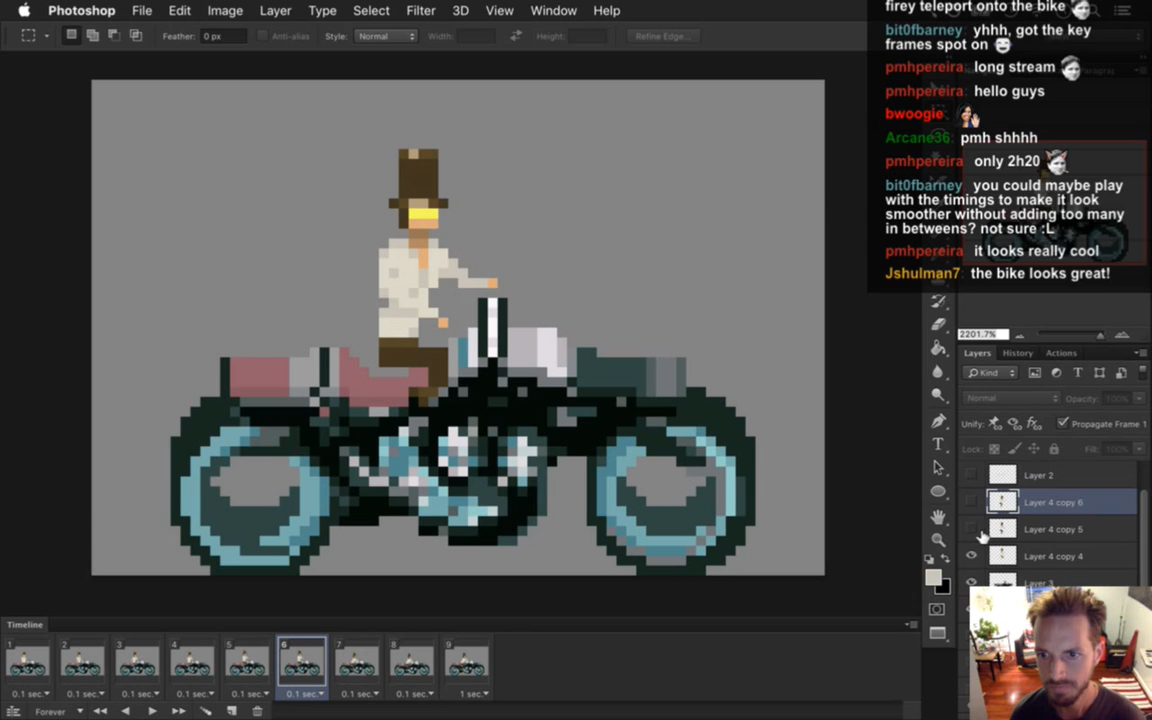 Photoshop File Edit Image Layer Type Select Filter 3D View Window Help
firey teleport onto the bike
Feather: 0 px Anti-alias Style: Normal Width: Height: Refine Edge...
bit0fbarney: yhhh, got the key
frames spot on
pmhpereira: long stream
pmhpereira: hello guys
bwoogie:
Arcane36: pmh shhhh
pmhpereira: only 2h20
bit0fbarney: you could maybe play
with the timings to make it look
smoother without adding too many
in betweens? not sure :L
pmhpereira: it looks really cool
Jshulman7: the bike looks great!
2201.7%
Layers History Actions
Kind
Normal Opacity: 100%
Unify: Propagate Frame 1
Lock: Fill: 100%
Layer 2
Layer 4 copy 6
Layer 4 copy 5
Layer 4 copy 4
Layer 3
Timeline
1 2 3 4 5 6 7 8 9
0.1 sec. 0.1 sec. 0.1 sec. 0.1 sec. 0.1 sec. 0.1 sec. 0.1 sec. 0.1 sec. 1 sec.
Forever